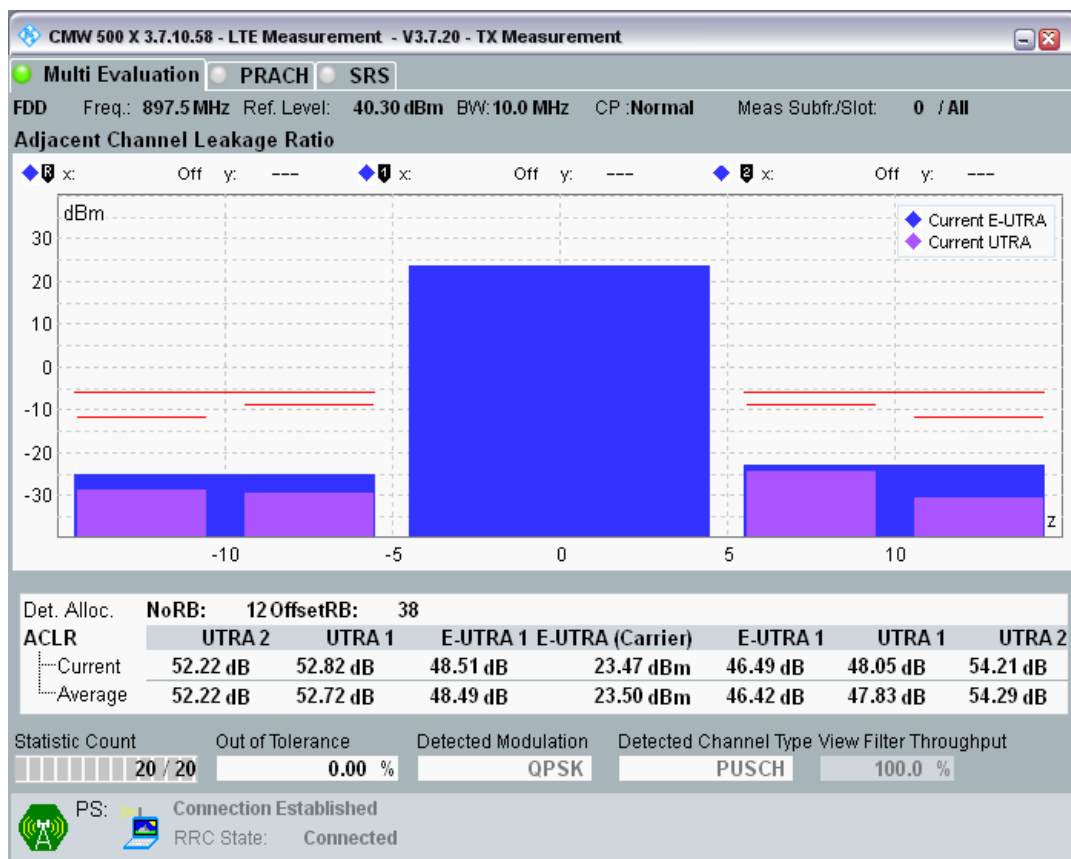 CMW 500 X 3.7.10.58 - LTE Measurement - V3.7.20 - TX Measurement
Multi Evaluation PRACH SRS
FDD Freq.: 897.5 MHz Ref. Level: 40.30 dBm BW: 10.0 MHz CP :Normal Meas Subfr./Slot: 0 / All
Adjacent Channel Leakage Ratio
R x: Off y: --- 1 x: Off y: --- 2 x: Off y: ---
dBm
Current E-UTRA
Current UTRA
30
20
10
0
-10
-20
-30
z
-10 -5 0 5 10
Det. Alloc. NoRB: 12 OffsetRB: 38
ACLR UTRA 2 UTRA 1 E-UTRA 1 E-UTRA (Carrier) E-UTRA 1 UTRA 1 UTRA 2
Current 52.22 dB 52.82 dB 48.51 dB 23.47 dBm 46.49 dB 48.05 dB 54.21 dB
Average 52.22 dB 52.72 dB 48.49 dB 23.50 dBm 46.42 dB 47.83 dB 54.29 dB
Statistic Count Out of Tolerance Detected Modulation Detected Channel Type View Filter Throughput
20 / 20 0.00 % QPSK PUSCH 100.0 %
PS: Connection Established
RRC State: Connected